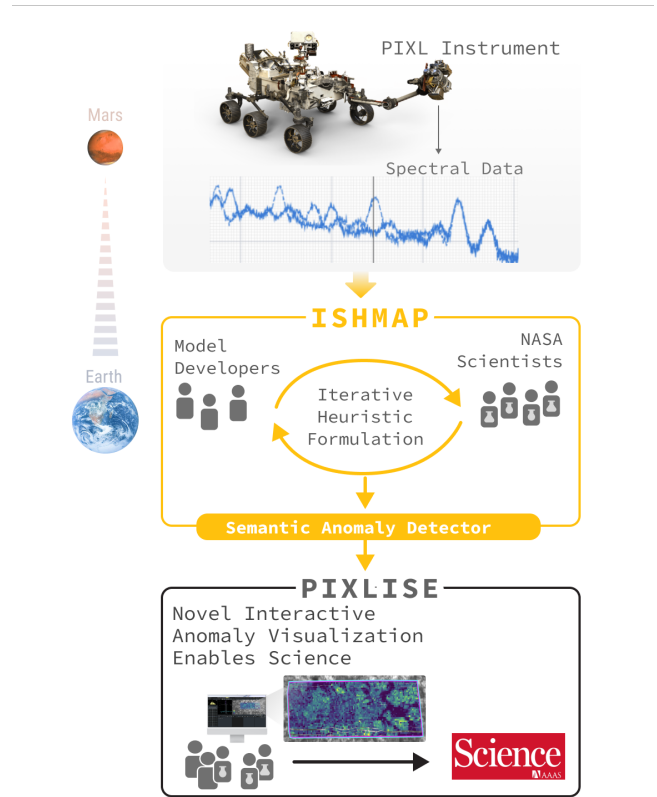 PIXL Instrument
Mars
Spectral Data
ISHMAP
Model
Developers
NASA
Scientists
Earth
Iterative
Heuristic
Formulation
Semantic Anomaly Detector
PIXLISE
Novel Interactive
Anomaly Visualization
Enables Science
Science
AAAS